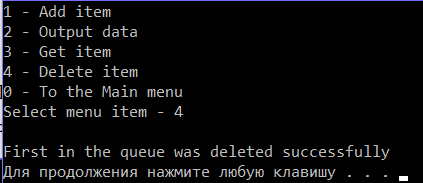 1 - Add item
2 - Output data
3 - Get item
4 - Delete item
0 - To the Main menu
Select menu item - 4
First in the queue was deleted successfully
Для продолжения нажмите любую клавишу . . .